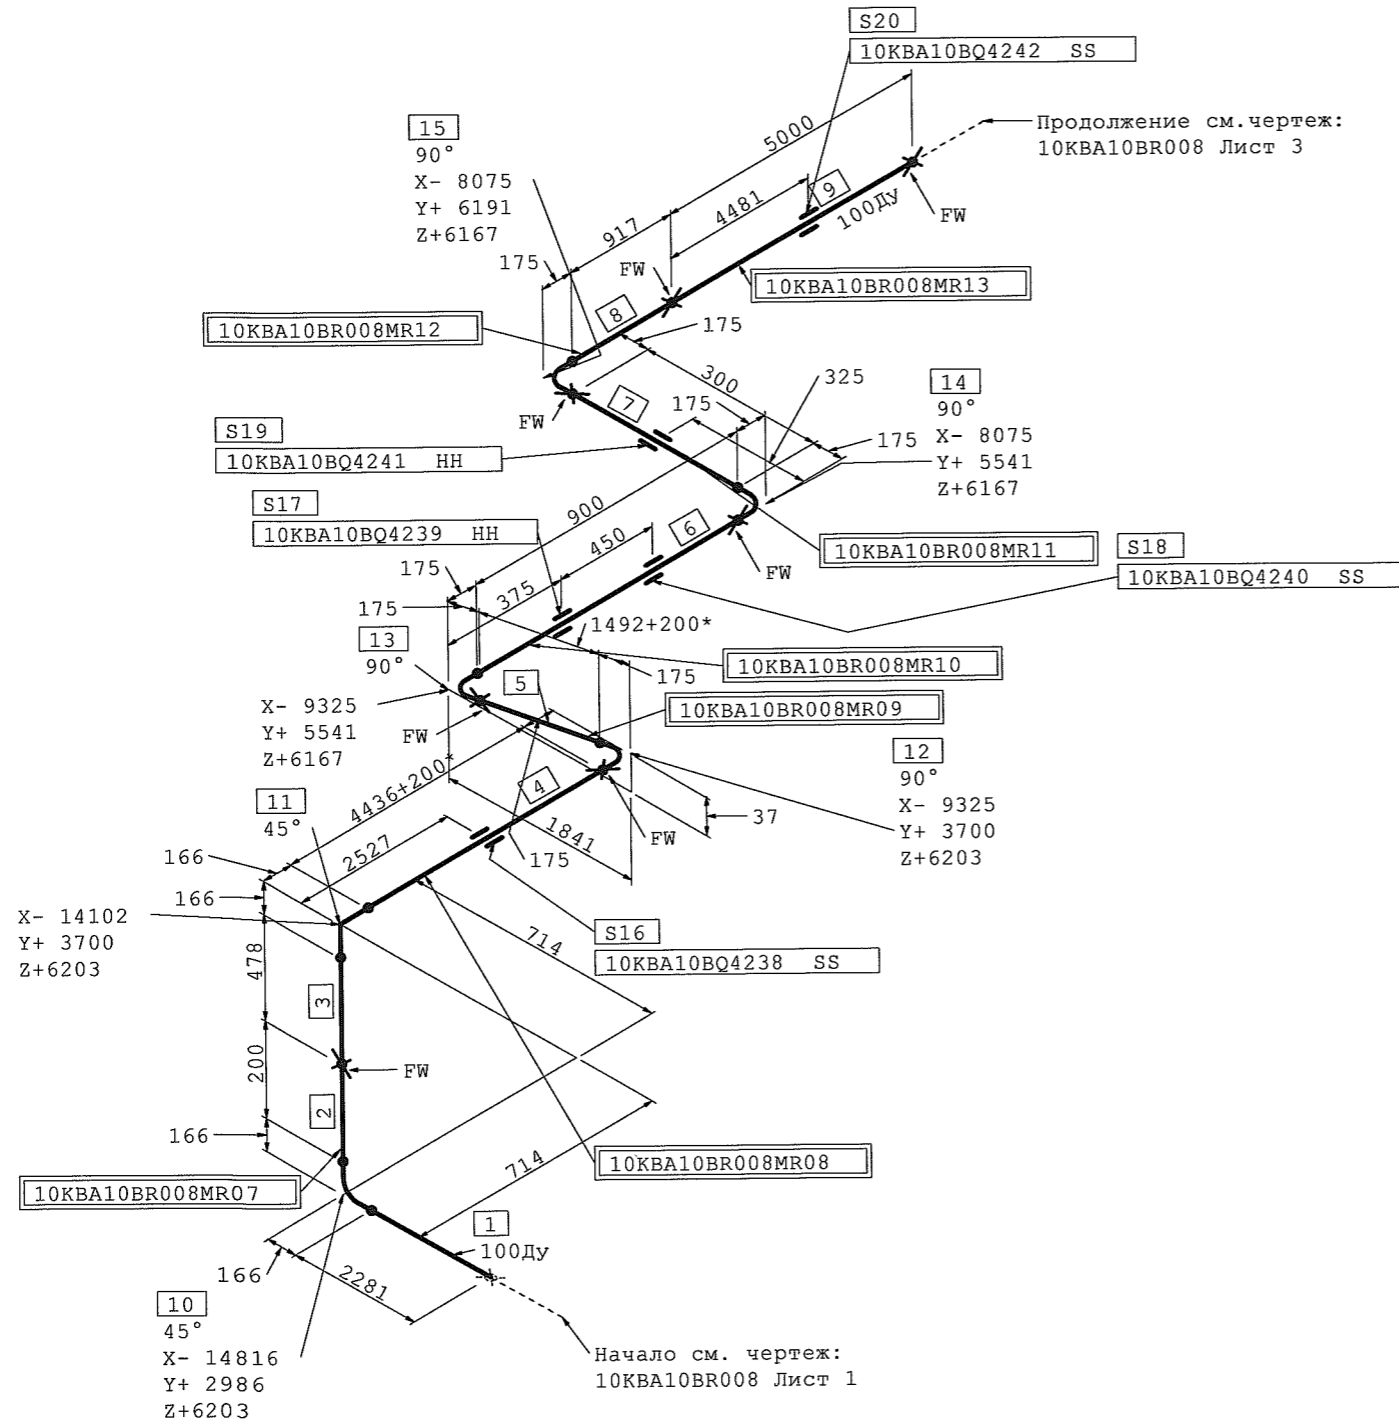 S20
10KBA10BQ4242 SS
5000
Продолжение см.чертеж:
10KBA10BR008 Лист 3
15
90°
X- 8075
Y+ 6191
Z+6167
9
100Ду
FW
4481
917
175
FW
10KBA10BR008MR13
8
10KBA10BR008MR12
175
300
325
14
90°
X- 8075
Y+ 5541
Z+6167
7
175
175
FW
S19
10KBA10BQ4241 HH
S17
10KBA10BQ4239 HH
900
6
450
10KBA10BR008MR11
S18
10KBA10BQ4240 SS
FW
175
375
175
1492+200*
13
90°
10KBA10BR008MR10
175
5
X- 9325
Y+ 5541
Z+6167
10KBA10BR008MR09
FW
12
90°
X- 9325
Y+ 3700
Z+6203
4436+200*
4
11
45°
37
1841
FW
2527
175
166
166
X- 14102
Y+ 3700
Z+6203
S16
10KBA10BQ4238 SS
714
478
3
200
FW
2
166
714
10KBA10BR008MR08
10KBA10BR008MR07
1
100Ду
166
2281
10
45°
X- 14816
Y+ 2986
Z+6203
Начало см. чертеж:
10KBA10BR008 Лист 1